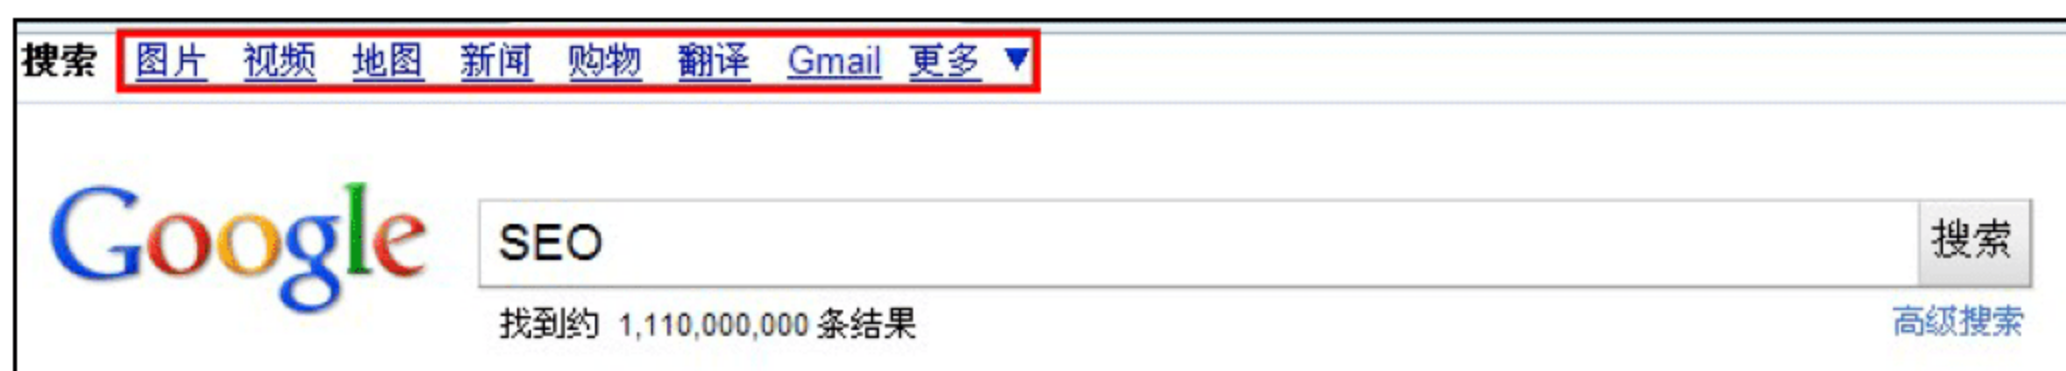 搜索 图片 视频 地图 新闻 购物 翻译 Gmail 更多 ▼
Google SEO 搜索
找到约 1,110,000,000 条结果 高级搜索